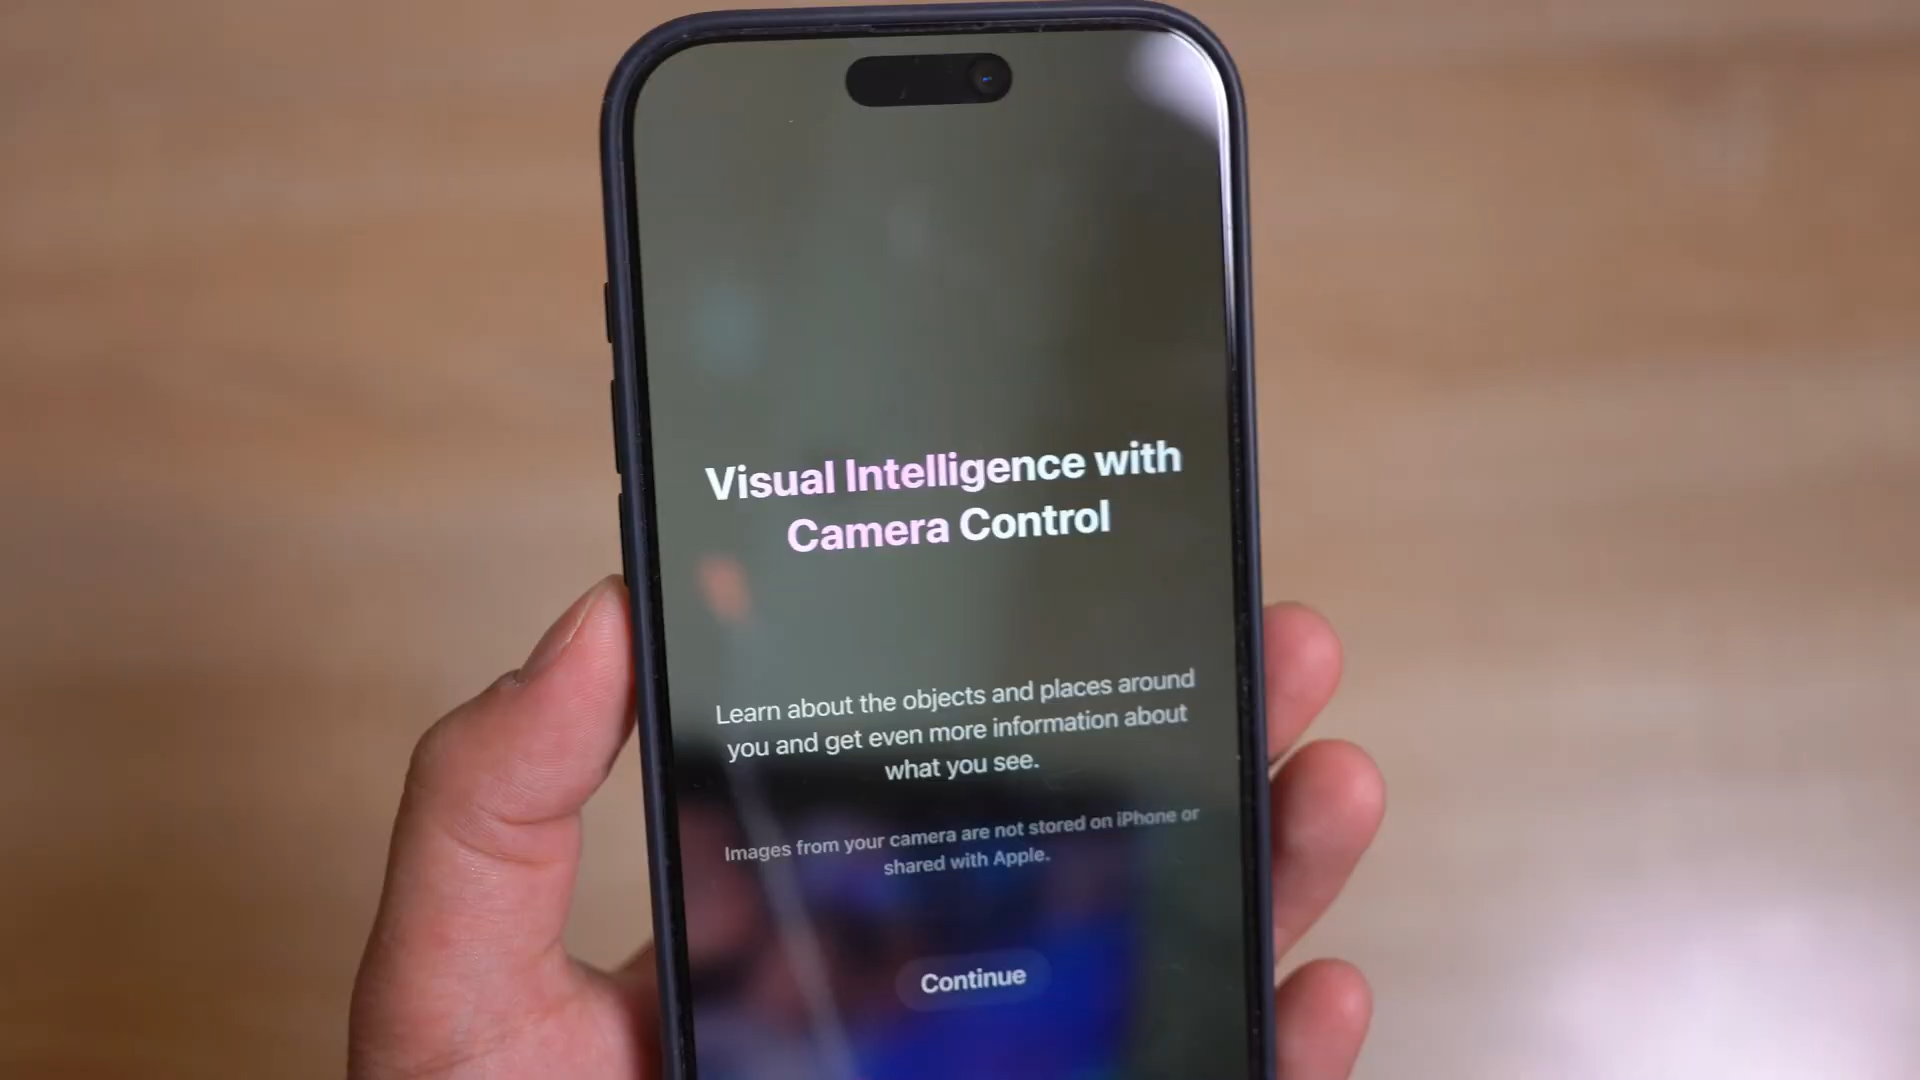 Visual Intelligence with
Camera Control
Learn about the objects and places around
you and get even more information about
what you see.
Images from your camera are not stored on iPhone or
shared with Apple.
Continue